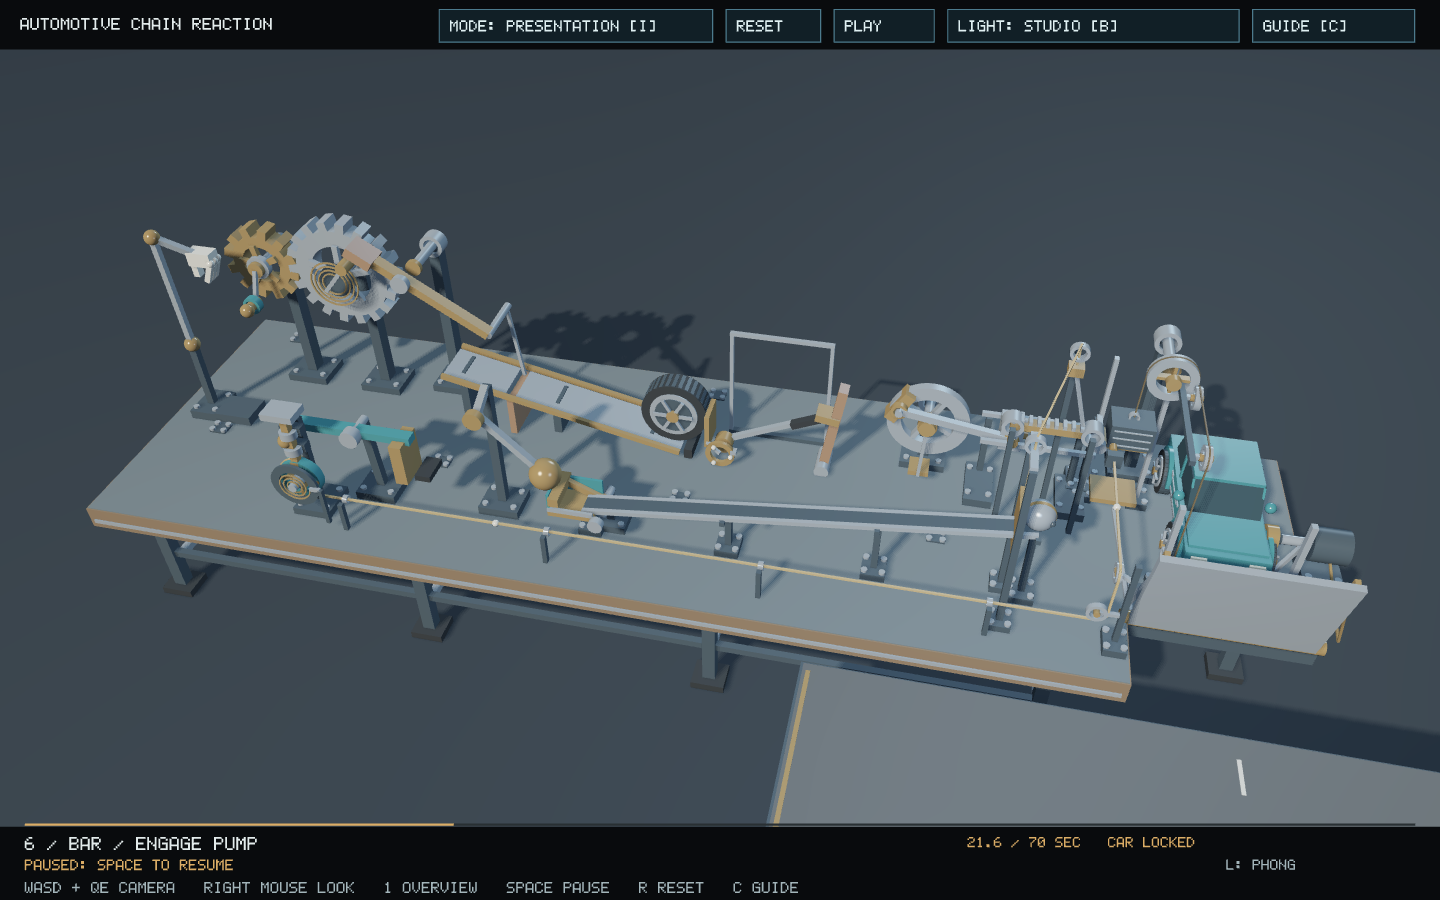 AUTOMOTIVE CHAIN REACTION
MODE: PRESENTATION [I]
RESET
PLAY
LIGHT: STUDIO [B]
GUIDE [C]
6 / BAR / ENGAGE PUMP
21.6 / 70 SEC CAR LOCKED
PAUSED: SPACE TO RESUME
L: PHONG
WASD + QE CAMERA RIGHT MOUSE LOOK 1 OVERVIEW SPACE PAUSE R RESET C GUIDE